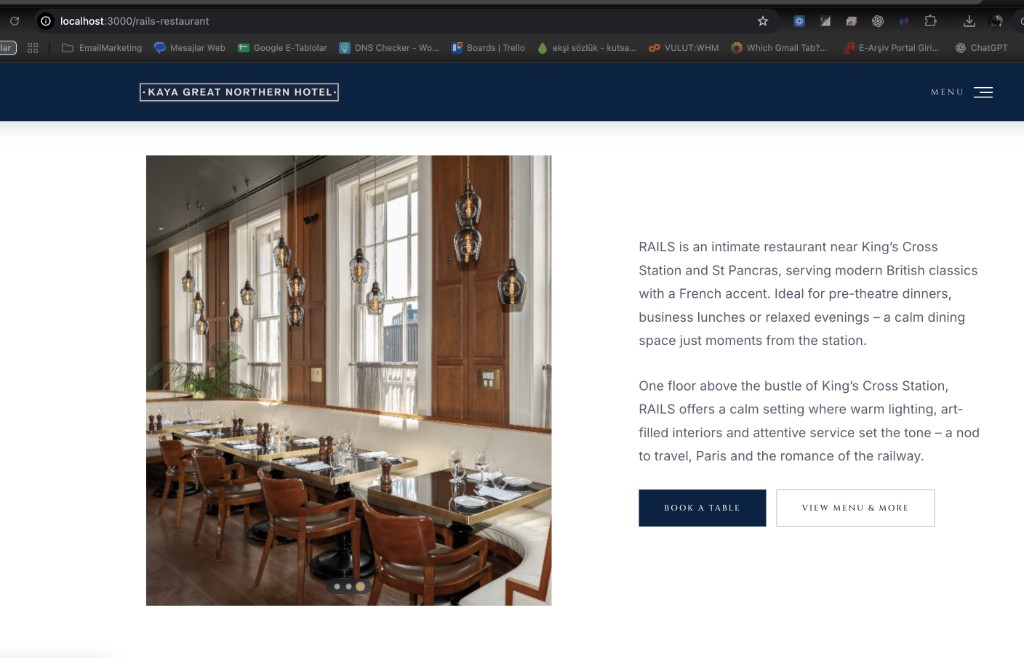 localhost:3000/rails-restaurant
lar
EmailMarketing
Mesajlar Web
Google E-Tablolar
DNS Checker - Wo...
Boards | Trello
ekşi sözlük - kutsa...
VULUT:WHM
Which Gmail Tab?...
E-Arşiv Portal Giri...
ChatGPT
·KAYA GREAT NORTHERN HOTEL·
MENU
RAILS is an intimate restaurant near King’s Cross
Station and St Pancras, serving modern British classics
with a French accent. Ideal for pre-theatre dinners,
business lunches or relaxed evenings – a calm dining
space just moments from the station.
One floor above the bustle of King’s Cross Station,
RAILS offers a calm setting where warm lighting, art-
filled interiors and attentive service set the tone – a nod
to travel, Paris and the romance of the railway.
BOOK A TABLE
VIEW MENU & MORE